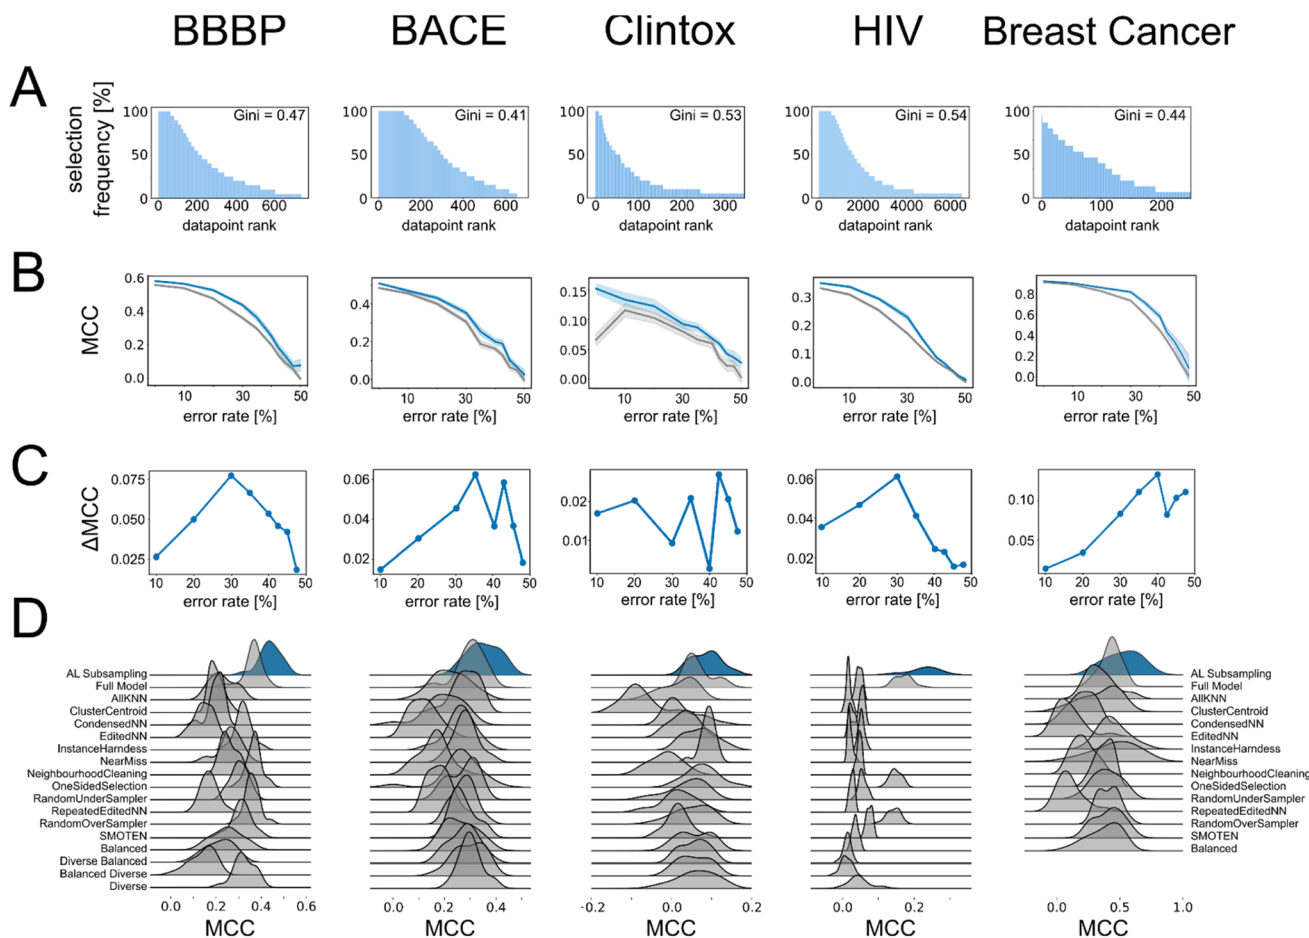 BBBP BACE Clintox HIV Breast Cancer
A
selection frequency [%]
100 50 0
Gini = 0.47
0 200 400 600
datapoint rank
100 50 0
Gini = 0.41
0 200 400 600
datapoint rank
100 50 0
Gini = 0.53
0 100 200 300
datapoint rank
100 50 0
Gini = 0.54
0 2000 4000 6000
datapoint rank
100 50 0
Gini = 0.44
0 100 200
datapoint rank
B
MCC
0.6 0.4 0.2 0.0
10 30 50
error rate [%]
0.4 0.2 0.0
10 30 50
error rate [%]
0.15 0.10 0.05 0.00
10 30 50
error rate [%]
0.3 0.2 0.1 0.0
10 30 50
error rate [%]
0.8 0.6 0.4 0.2 0.0
10 30 50
error rate [%]
C
ΔMCC
0.075 0.050 0.025
10 20 30 40 50
error rate [%]
0.06 0.04 0.02
10 20 30 40 50
error rate [%]
0.02 0.01
10 20 30 40 50
error rate [%]
0.06 0.04 0.02
10 20 30 40 50
error rate [%]
0.10 0.05
10 20 30 40 50
error rate [%]
D
AL Subsampling
Full Model
AllKNN
ClusterCentroid
CondensedNN
EditedNN
InstanceHarndess
NearMiss
NeighbourhoodCleaning
OneSidedSelection
RandomUnderSampler
RepeatedEditedNN
RandomOverSampler
SMOTEN
Balanced
Diverse Balanced
Balanced Diverse
Diverse
0.0 0.2 0.4 0.6
MCC
0.0 0.2 0.4
MCC
-0.2 0.0 0.2
MCC
0.0 0.2
MCC
AL Subsampling
Full Model
AllKNN
ClusterCentroid
CondensedNN
EditedNN
InstanceHarndess
NearMiss
NeighbourhoodCleaning
OneSidedSelection
RandomUnderSampler
RepeatedEditedNN
RandomOverSampler
SMOTEN
Balanced
0.0 0.5 1.0
MCC